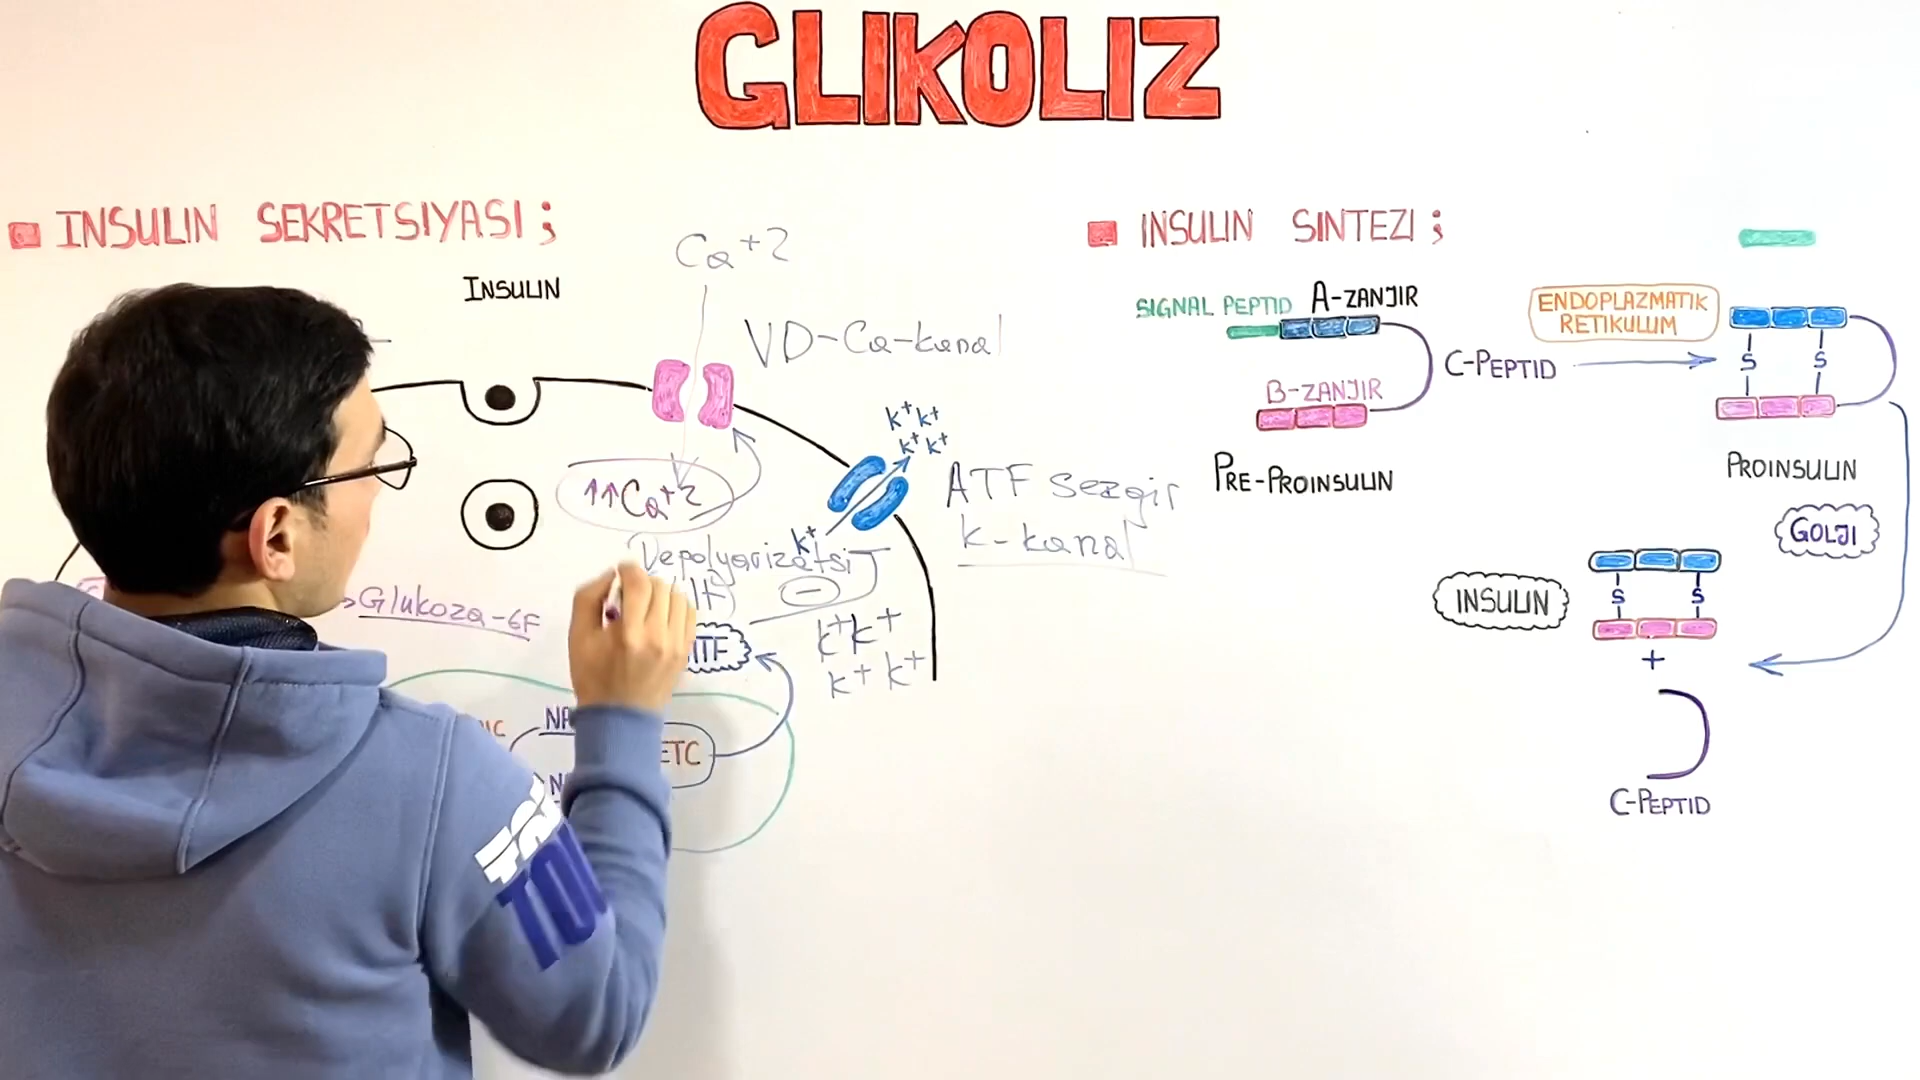 GLIKOLIZ
INSULIN SEKRETSIYASI ;
INSULIN
Ca+2
VD-Ca-kanal
K+ K+
K+ K+
ATF sezgir
K-kanal
↑↑Ca+2
K+
Depolyarizatsi
(+)
−
Glukoza-6F
ATF
K+ K+
K+ K+
ETC
INSULIN SINTEZI ;
SIGNAL PEPTID
A-ZANJIR
B-ZANJIR
C-PEPTID
PRE-PROINSULIN
ENDOPLAZMATIK
RETIKULUM
S S
PROINSULIN
GOLJI
INSULIN
S S
+
C-PEPTID